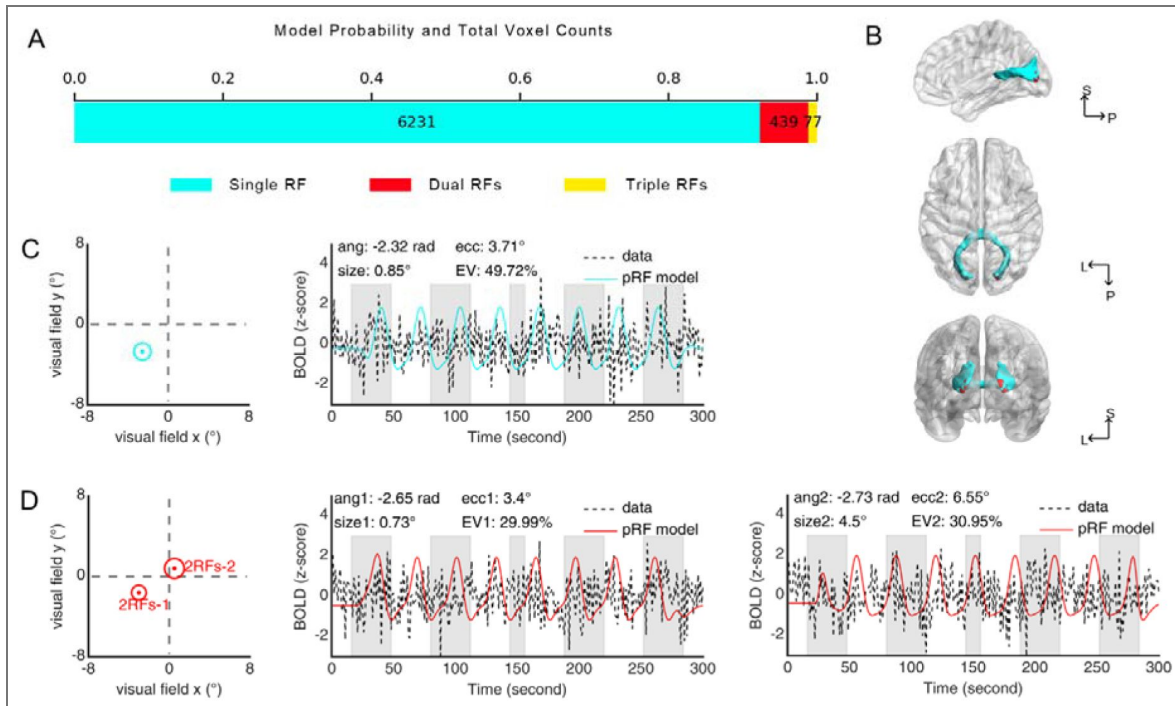 A
Model Probability and Total Voxel Counts
0.0 0.2 0.4 0.6 0.8 1.0
6231 439 77
Single RF Dual RFs Triple RFs
B
S
P
L
P
S
L
C
8
0
-8
-8 0 8
visual field y (°)
visual field x (°)
ang: -2.32 rad ecc: 3.71°
size: 0.85° EV: 49.72%
data
pRF model
4
2
0
-2
BOLD (z-score)
0 50 100 150 200 250 300
Time (second)
D
8
0
-8
-8 0 8
visual field y (°)
visual field x (°)
2RFs-2
2RFs-1
ang1: -2.65 rad ecc1: 3.4°
size1: 0.73° EV1: 29.99%
data
pRF model
4
2
0
-2
BOLD (z-score)
0 50 100 150 200 250 300
Time (second)
ang2: -2.73 rad ecc2: 6.55°
size2: 4.5° EV2: 30.95%
data
pRF model
4
2
0
-2
BOLD (z-score)
0 50 100 150 200 250 300
Time (second)